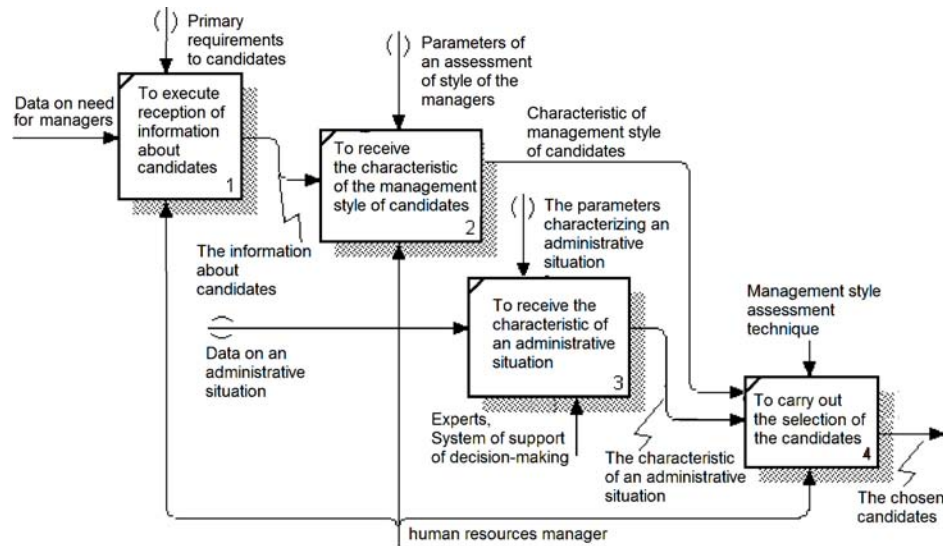 Primary
requirements
to candidates
Data on need
for managers
To execute
reception of
information
about
candidates
1
The information
about
candidates
Parameters of
an assessment
of style of the
managers
To receive
the characteristic
of the management
style of candidates
2
Characteristic of
management style
of candidates
The parameters
characterizing an
administrative
situation
Data on an
administrative
situation
To receive the
characteristic of
an administrative
situation
3
Experts,
System of support
of decision-making
The characteristic
of an administrative
situation
Management style
assessment
technique
To carry out
the selection of
the candidates
4
The chosen
candidates
human resources manager